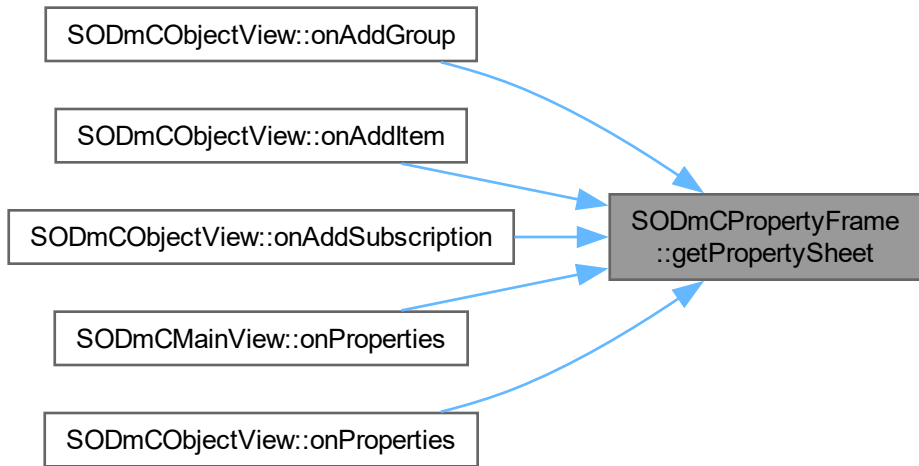 SODmCObjectView::onAddGroup
SODmCObjectView::onAddItem
SODmCObjectView::onAddSubscription
SODmCMainView::onProperties
SODmCObjectView::onProperties
SODmCPropertyFrame
::getPropertySheet